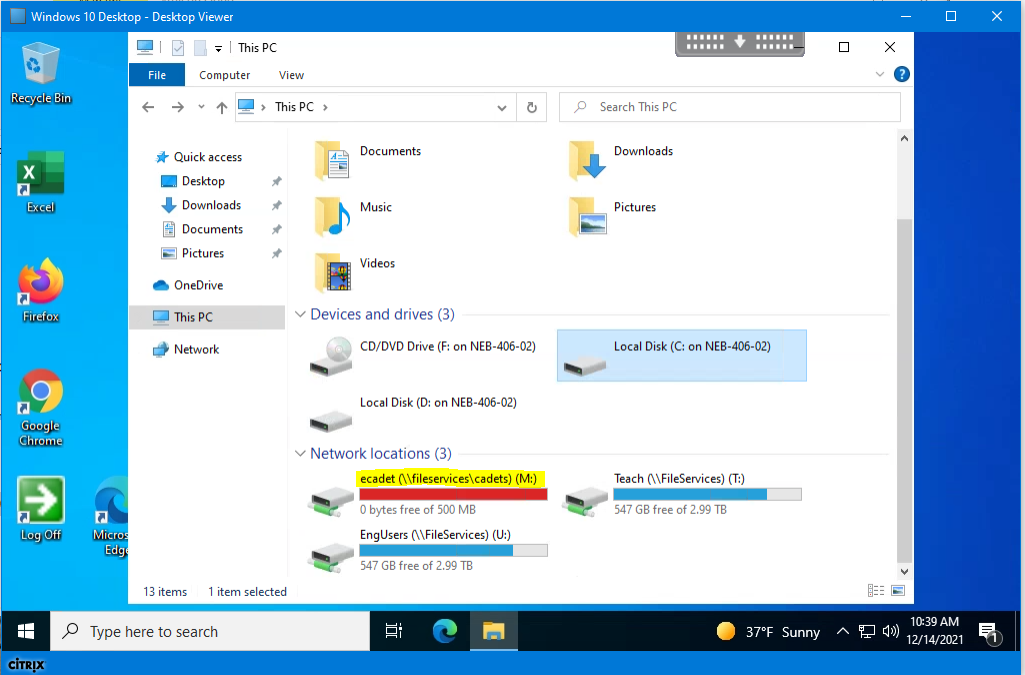 Windows 10 Desktop - Desktop Viewer
This PC
File Computer View
This PC
Search This PC
Recycle Bin
Excel
Firefox
Google
Chrome
Log Off
Micros
Edge
Quick access
Desktop
Downloads
Documents
Pictures
OneDrive
This PC
Network
Documents
Downloads
Music
Pictures
Videos
Devices and drives (3)
CD/DVD Drive (F: on NEB-406-02)
Local Disk (C: on NEB-406-02)
Local Disk (D: on NEB-406-02)
Network locations (3)
ecadet (\\fileservices\cadets) (M:)
0 bytes free of 500 MB
Teach (\\FileServices) (T:)
547 GB free of 2.99 TB
EngUsers (\\FileServices) (U:)
547 GB free of 2.99 TB
13 items 1 item selected
Type here to search
37°F Sunny
10:39 AM
12/14/2021
1
CITRIX